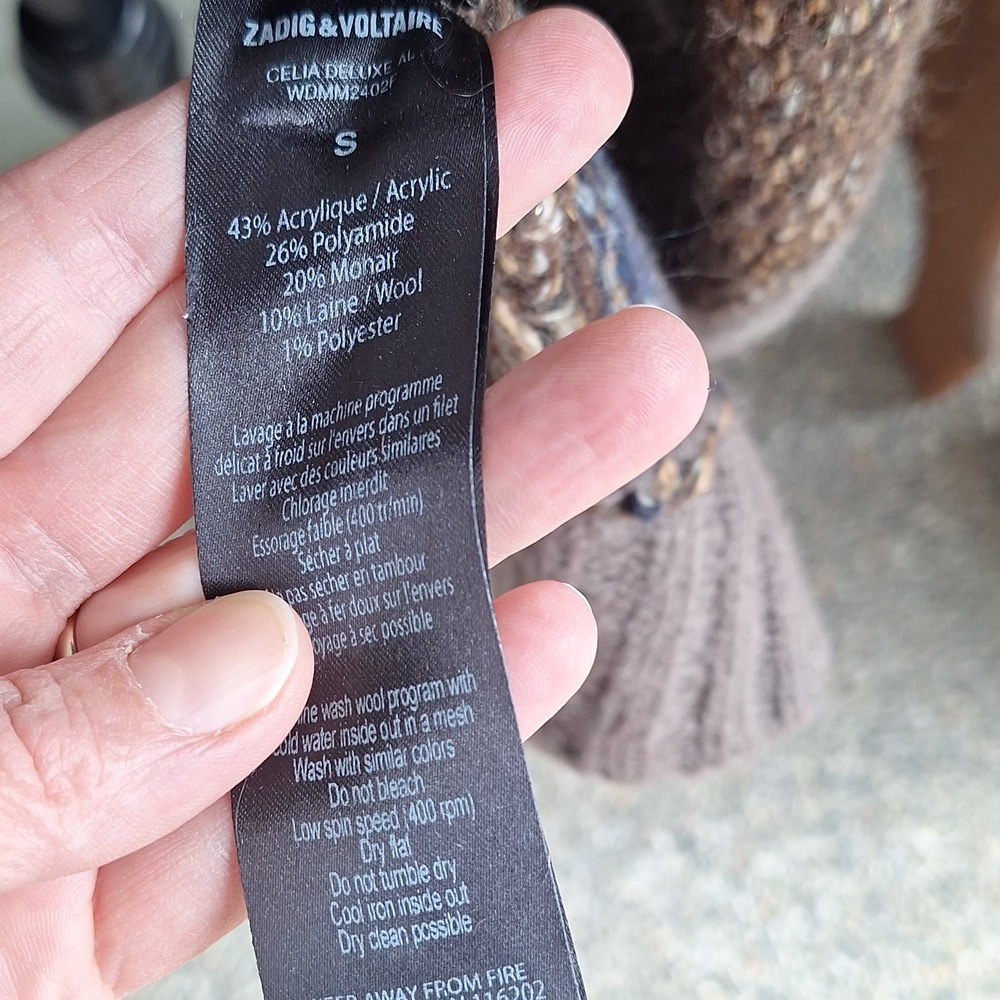 ZADIG & VOLTAIRE
CELIA DELLUXE
S
43% Acrylique / Acrylic
26% Polyamide
20% Monair
10% Laine / Wool
1% Polyester
Lavage à la machine programme
délicat à froid sur l'envers dans un filet
Laver avec des couleurs similaires
Chlorage interdit
Essorage faible (400 tr/min)
Sécher à plat
pas sécher en tambour
à fer doux sur l'envers
à sec possible
wash wool program with
water inside out in a mesh
Wash with similar colors
Do not bleach
Low spin speed (400 rpm)
Dry flat
Do not tumble dry
Cool iron inside out
Dry clean possible
AWAY FROM FIRE